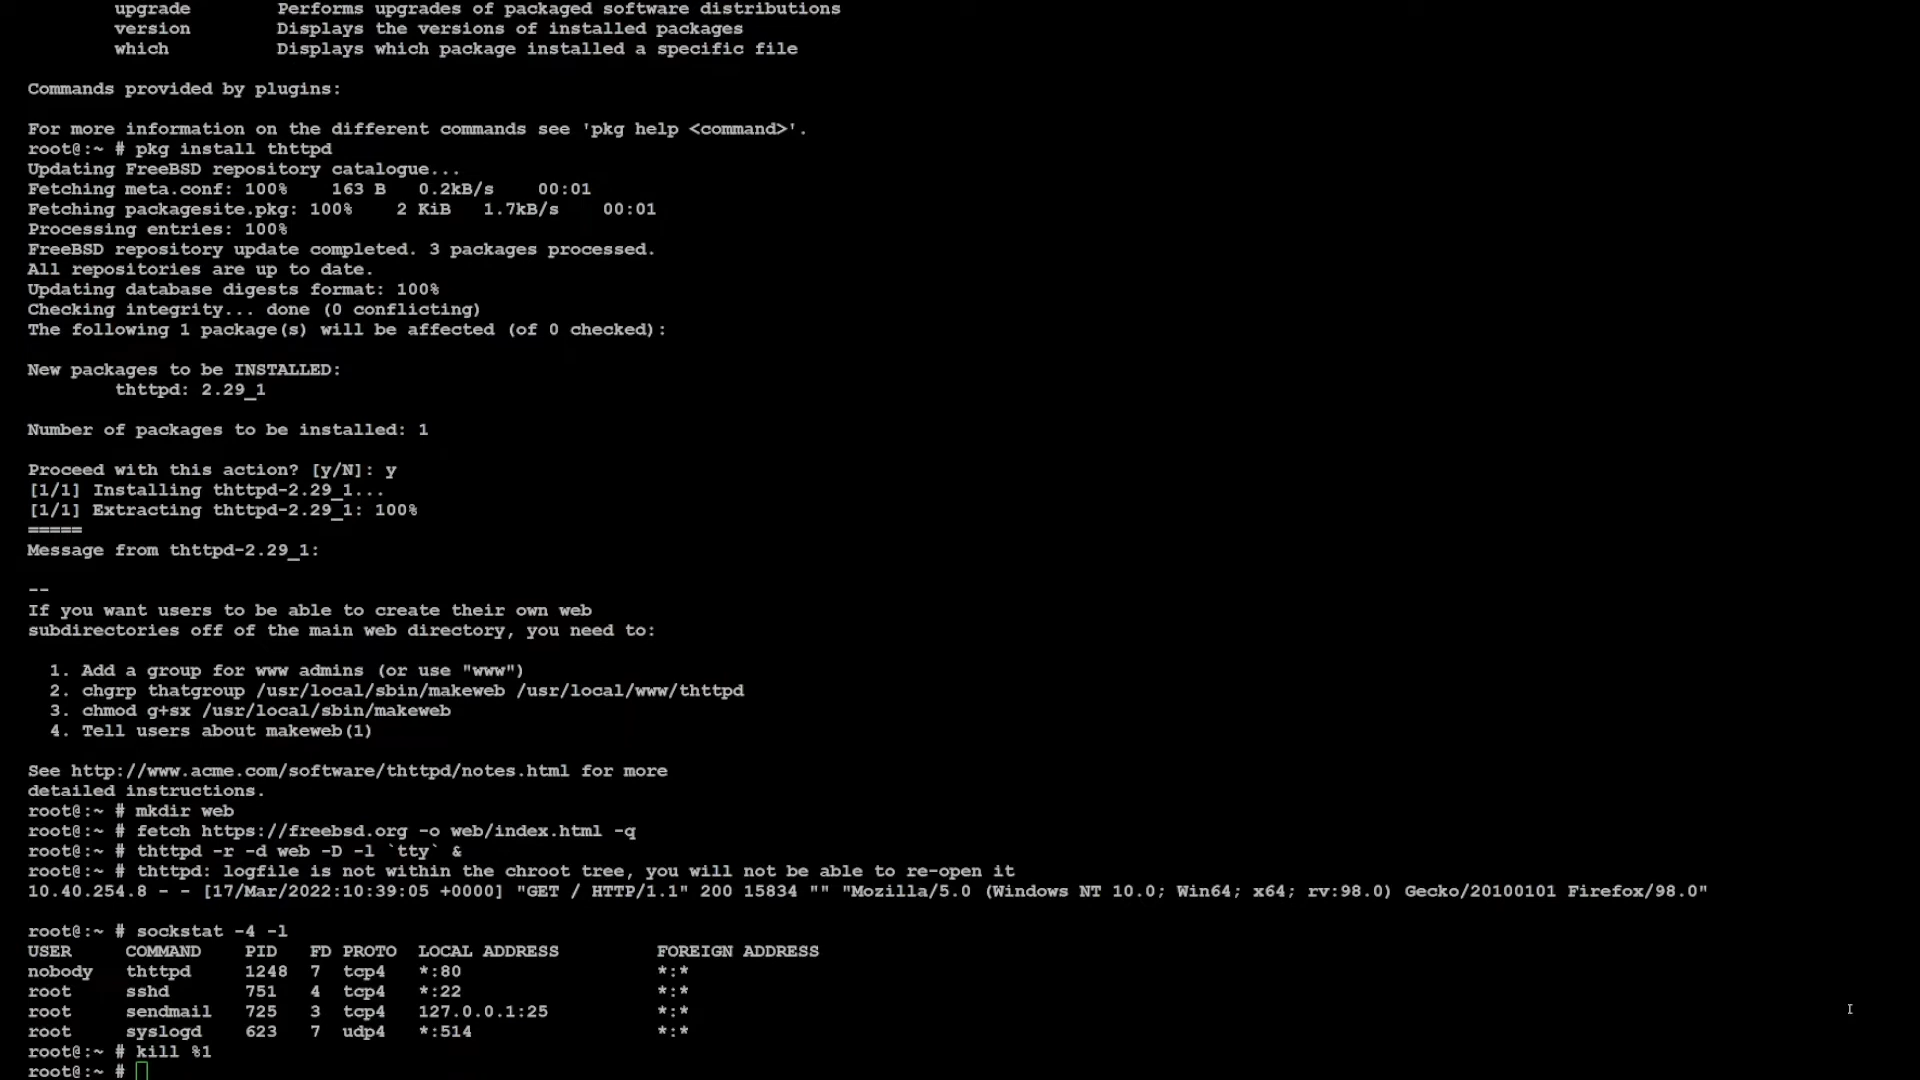 upgrade        Performs upgrades of packaged software distributions
version        Displays the versions of installed packages
which          Displays which package installed a specific file
Commands provided by plugins:
For more information on the different commands see 'pkg help <command>'.
root@:~ # pkg install thttpd
Updating FreeBSD repository catalogue...
Fetching meta.conf: 100%    163 B   0.2kB/s    00:01
Fetching packagesite.pkg: 100%    2 KiB   1.7kB/s    00:01
Processing entries: 100%
FreeBSD repository update completed. 3 packages processed.
All repositories are up to date.
Updating database digests format: 100%
Checking integrity... done (0 conflicting)
The following 1 package(s) will be affected (of 0 checked):
New packages to be INSTALLED:
        thttpd: 2.29_1
Number of packages to be installed: 1
Proceed with this action? [y/N]: y
[1/1] Installing thttpd-2.29_1...
[1/1] Extracting thttpd-2.29_1: 100%
=====
Message from thttpd-2.29_1:
--
If you want users to be able to create their own web
subdirectories off of the main web directory, you need to:
  1. Add a group for www admins (or use "www")
  2. chgrp thatgroup /usr/local/sbin/makeweb /usr/local/www/thttpd
  3. chmod g+sx /usr/local/sbin/makeweb
  4. Tell users about makeweb(1)
See http://www.acme.com/software/thttpd/notes.html for more
detailed instructions.
root@:~ # mkdir web
root@:~ # fetch https://freebsd.org -o web/index.html -q
root@:~ # thttpd -r -d web -D -l `tty` &
root@:~ # thttpd: logfile is not within the chroot tree, you will not be able to re-open it
10.40.254.8 - - [17/Mar/2022:10:39:05 +0000] "GET / HTTP/1.1" 200 15834 "" "Mozilla/5.0 (Windows NT 10.0; Win64; x64; rv:98.0) Gecko/20100101 Firefox/98.0"
root@:~ # sockstat -4 -l
USER     COMMAND    PID   FD PROTO  LOCAL ADDRESS         FOREIGN ADDRESS
nobody   thttpd     1248  7  tcp4   *:80                  *:*
root     sshd       751   4  tcp4   *:22                  *:*
root     sendmail   725   3  tcp4   127.0.0.1:25          *:*
root     syslogd    623   7  udp4   *:514                 *:*
root@:~ # kill %1
root@:~ #